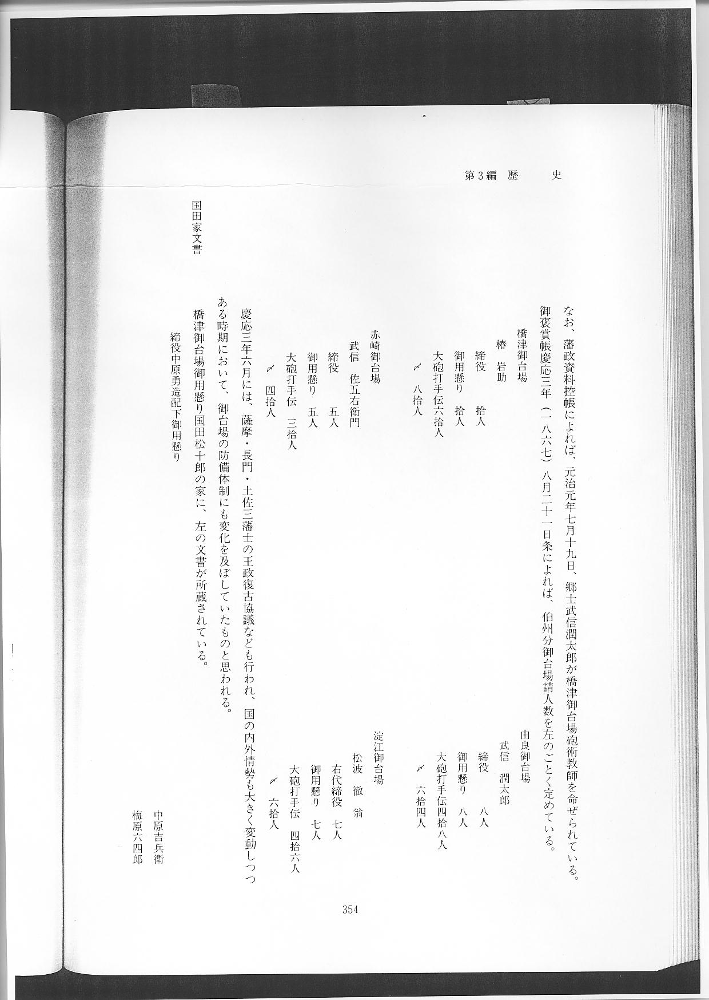 第3編　歴　　史
なお、藩政資料控帳によれば、元治元年七月十九日、郷士武信潤太郎が橋津御台場砲術教師を命ぜられている。
御褒賞帳慶応三年（一八六七）八月二十一日条によれば、伯州分御台場請人数を左のごとく定めている。
橋津御台場
椿　岩助
締役　　拾人
御用懸り　拾人
大砲打手伝六拾人
〆　八拾人
由良御台場
武信　潤太郎
締役　　八人
御用懸り　八人
大砲打手伝四拾八人
〆　六拾四人
赤崎御台場
武信　佐五右衛門
締役　　五人
御用懸り　五人
大砲打手伝　三拾人
〆　四拾人
淀江御台場
松波　徹　翁
右代締役　七人
御用懸り　七人
大砲打手伝　四拾六人
〆　六拾人
慶応三年六月には、薩摩・長門・土佐三藩士の王政復古協議なども行われ、国の内外情勢も大きく変動しつつ
ある時期において、御台場の防備体制にも変化を及ぼしていたものと思われる。
国田家文書
橋津御台場御用懸り国田松十郎の家に、左の文書が所蔵されている。
締役中原勇造配下御用懸り
中原吉兵衛
梅原六四郎
354